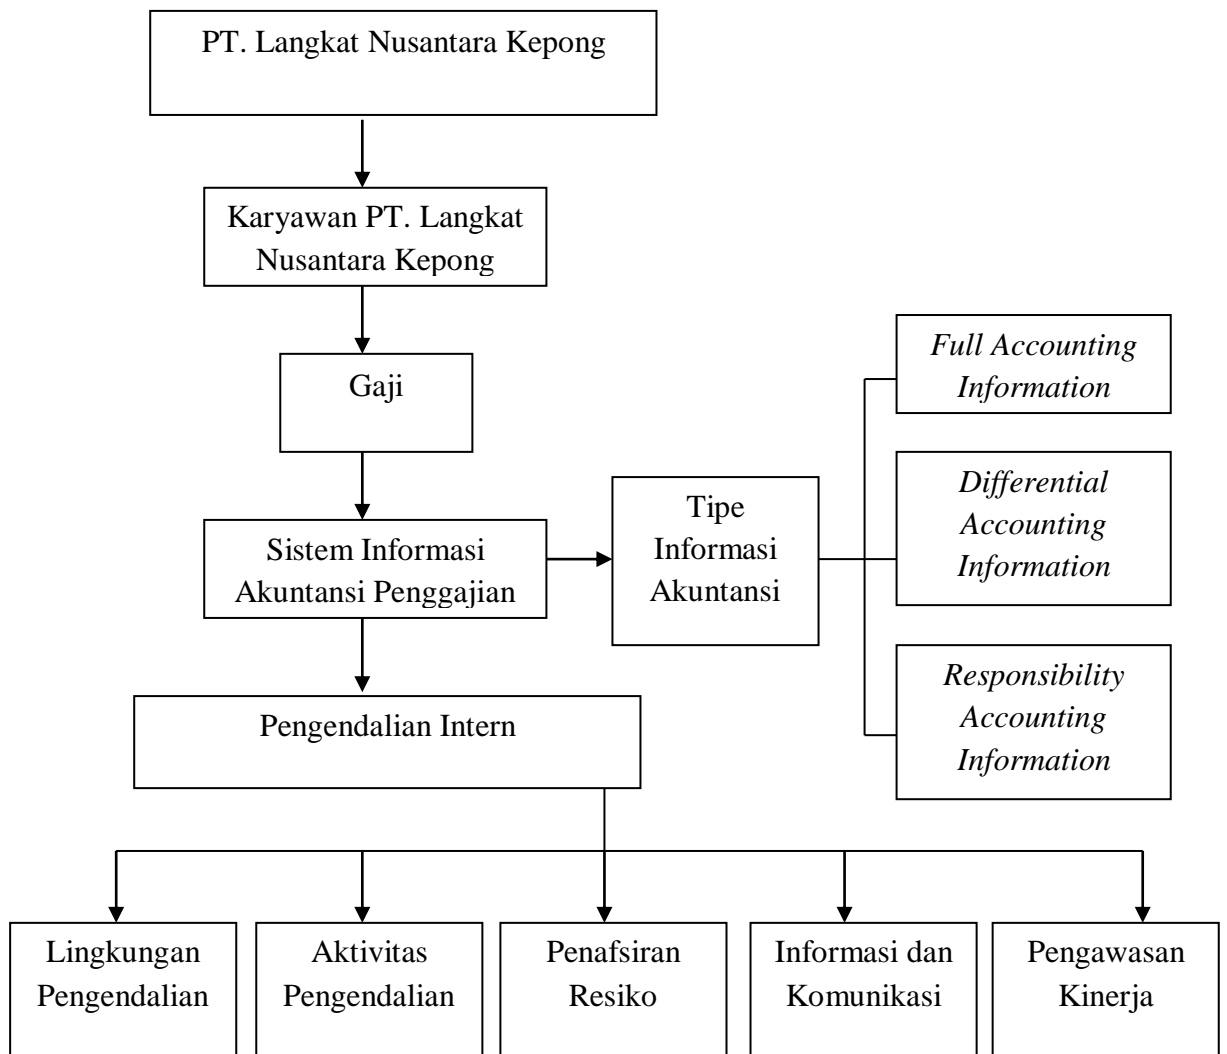 PT. Langkat Nusantara Kepong
Karyawan PT. Langkat
Nusantara Kepong
Gaji
Sistem Informasi
Akuntansi Penggajian
Tipe
Informasi
Akuntansi
Full Accounting
Information
Differential
Accounting
Information
Responsibility
Accounting
Information
Pengendalian Intern
Lingkungan
Pengendalian
Aktivitas
Pengendalian
Penafsiran
Resiko
Informasi dan
Komunikasi
Pengawasan
Kinerja